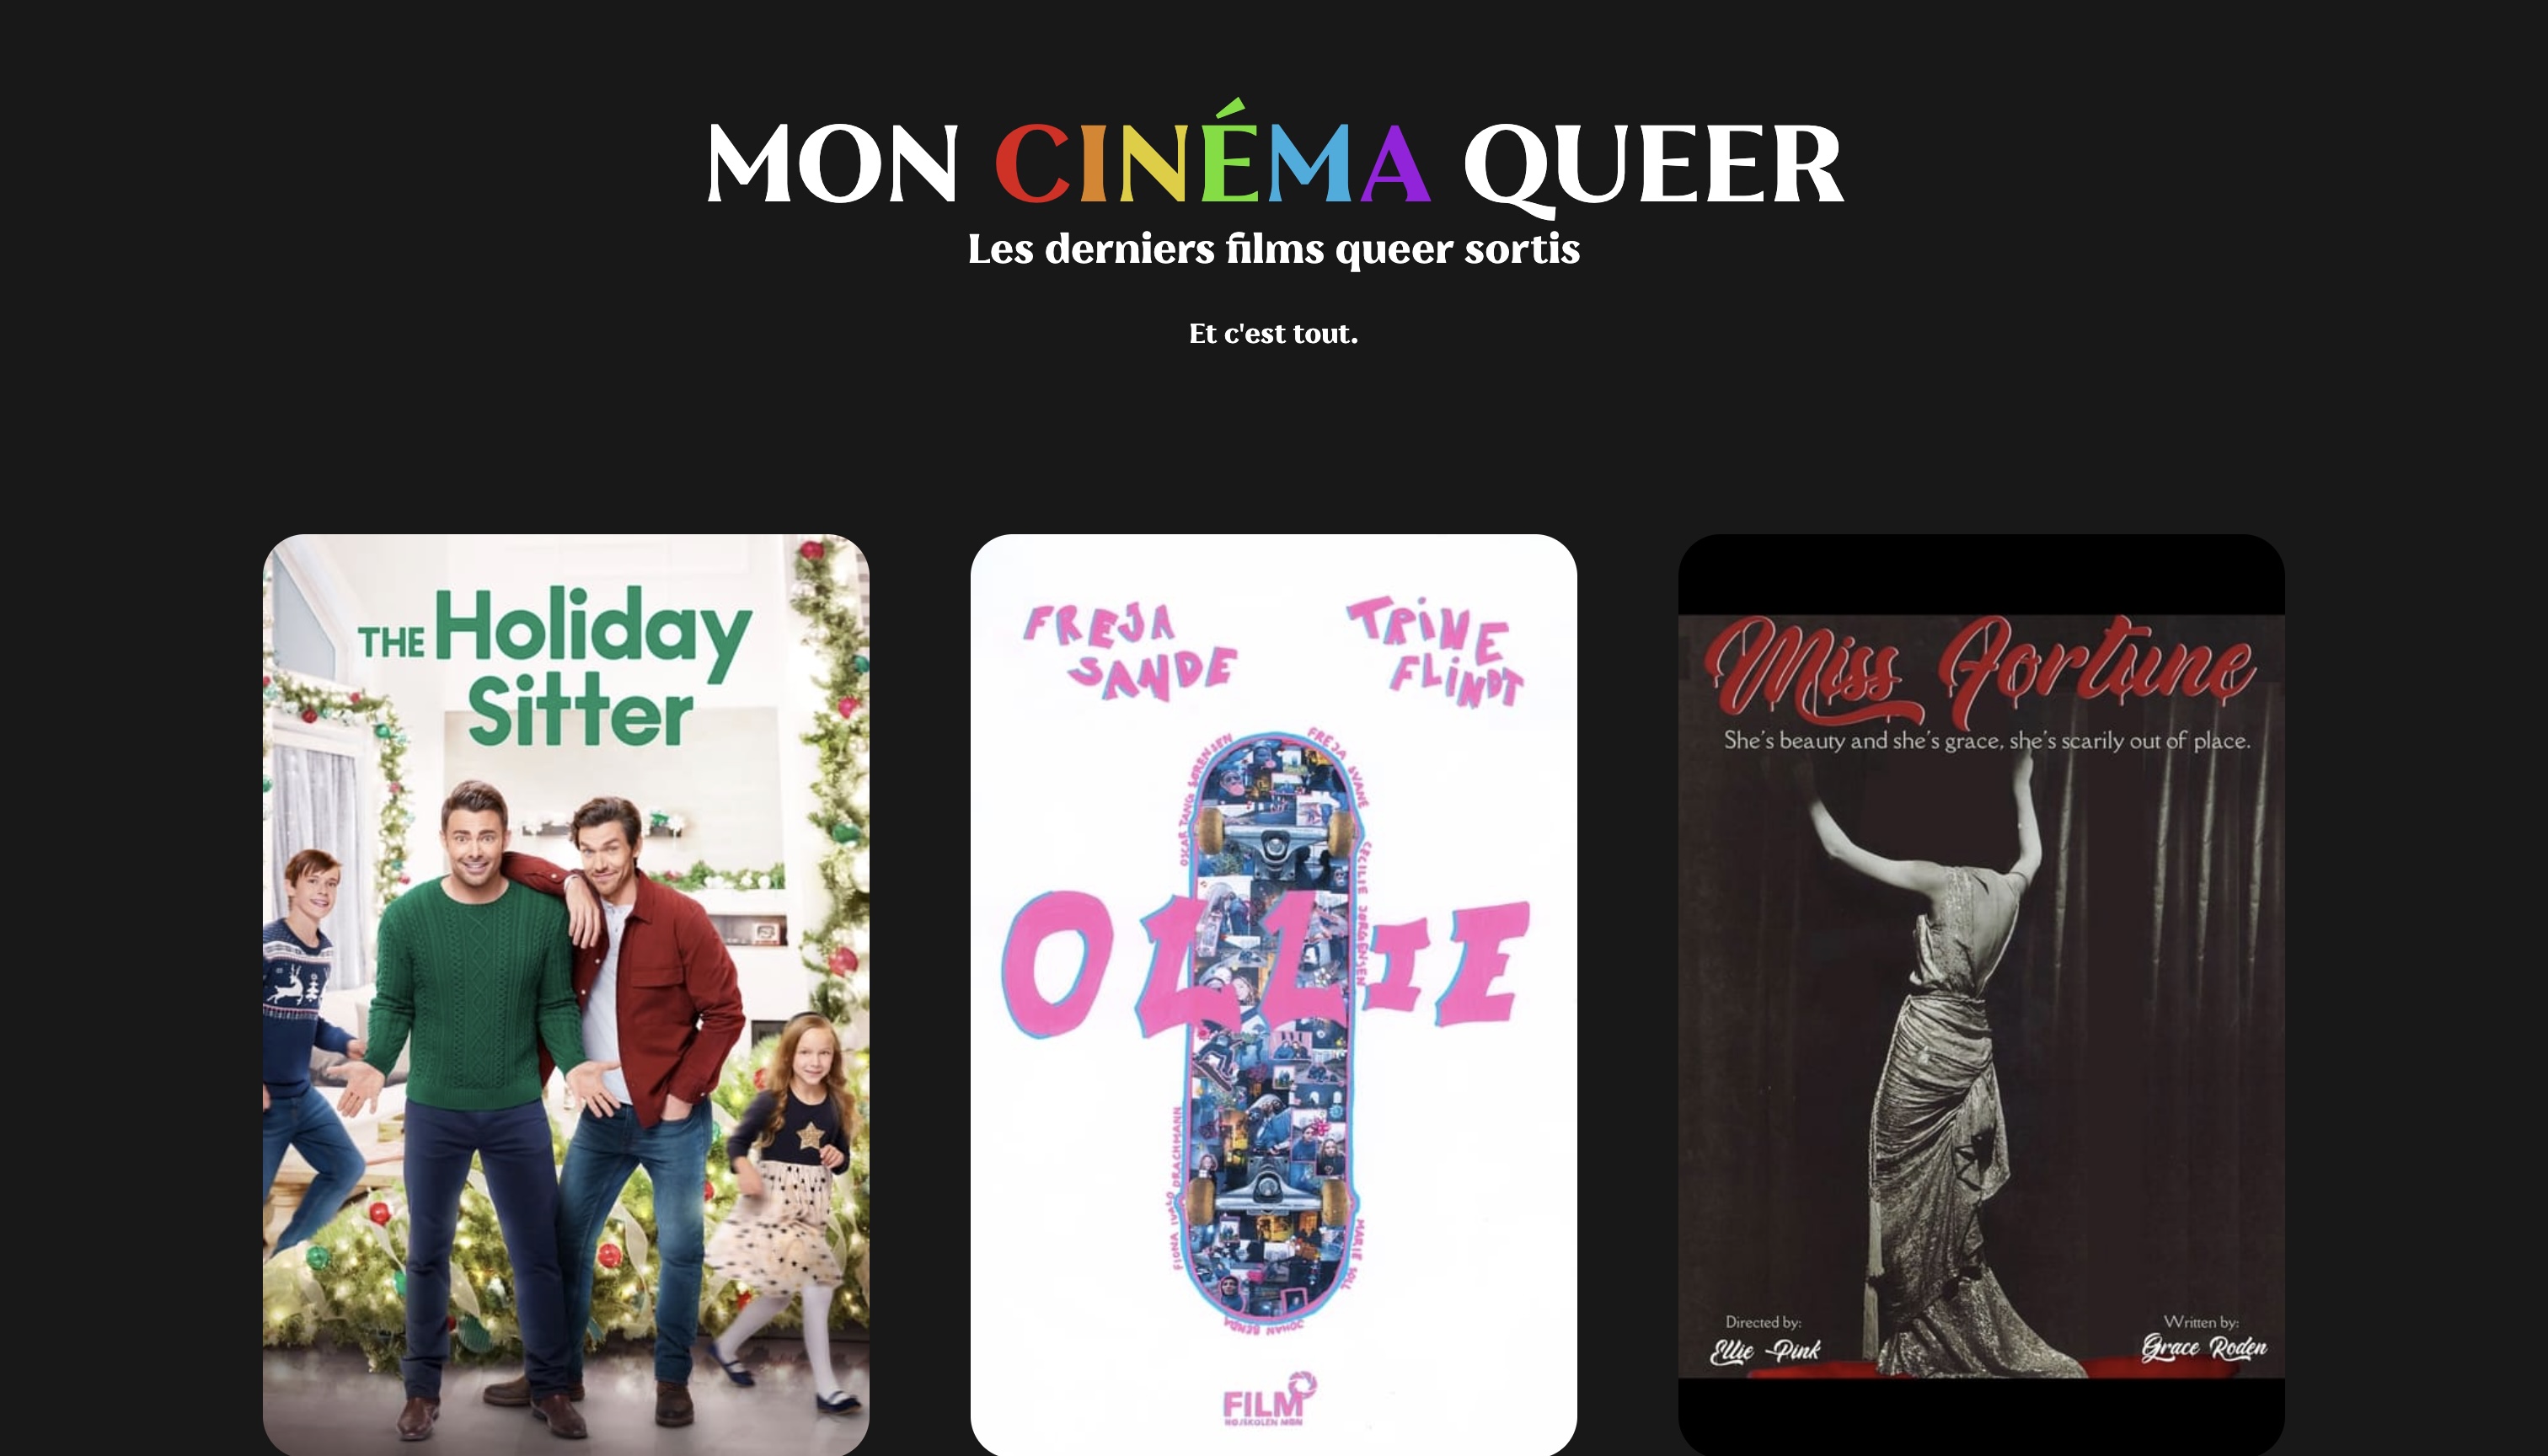 MON CINÉMA QUEER
Les derniers films queer sortis
Et c'est tout.
THE Holiday
Sitter
FREJA
SANDE
TRINE
FLINDT
OSCAR TANG SØRENSEN
FREJA SVANE
CECILIE JØRGENSEN
OLLIE
FIONA IVALO DRACHMANN
MARIE SOLL
JOHAN BENDA
FILM
HØJSKOLEN MØN
Miss Fortune
She's beauty and she's grace, she's scarily out of place.
Directed by:
Ellie Pink
Written by:
Grace Roden